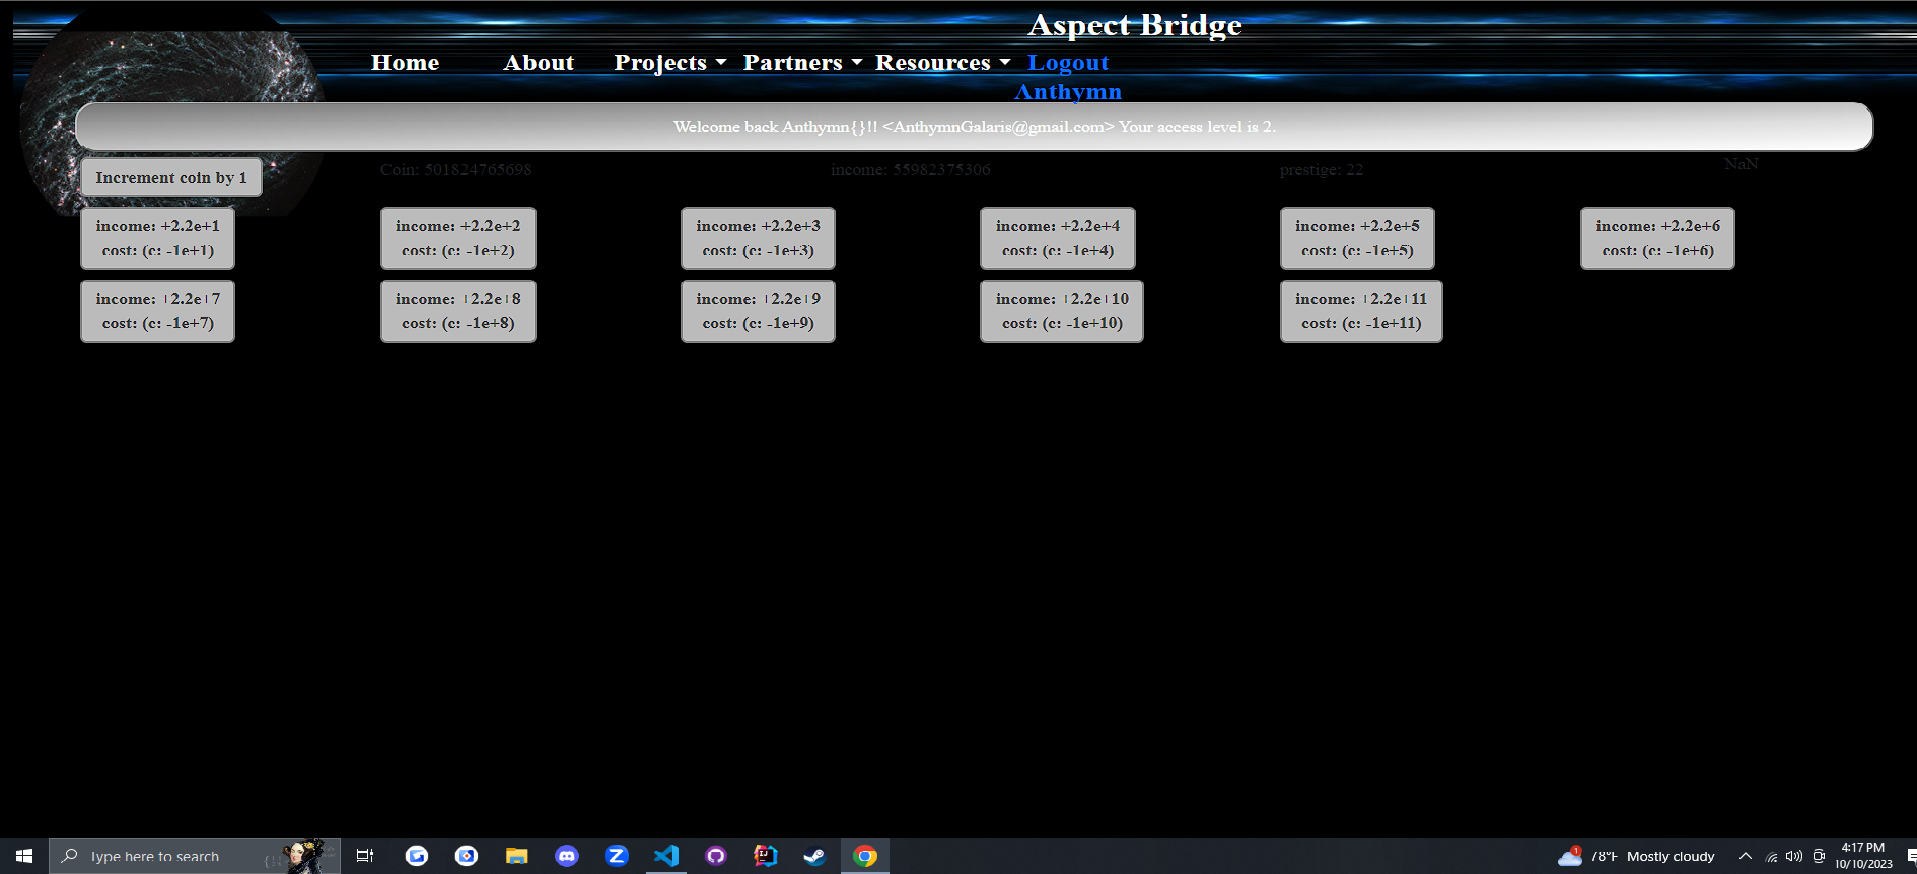 Aspect Bridge
Home About Projects Partners Resources Logout
Anthymn
Welcome back Anthymn{}!! <AnthymnGalaris@gmail.com> Your access level is 2.
Increment coin by 1 Coin: 501824765698 income: 55982375306 prestige: 22 NaN
income: +2.2e+1 income: +2.2e+2 income: +2.2e+3 income: +2.2e+4 income: +2.2e+5 income: +2.2e+6
cost: (c: -1e+1) cost: (c: -1e+2) cost: (c: -1e+3) cost: (c: -1e+4) cost: (c: -1e+5) cost: (c: -1e+6)
income: +2.2e+7 income: +2.2e+8 income: +2.2e+9 income: +2.2e+10 income: +2.2e+11
cost: (c: -1e+7) cost: (c: -1e+8) cost: (c: -1e+9) cost: (c: -1e+10) cost: (c: -1e+11)
Type here to search 78°F Mostly cloudy 4:17 PM
10/10/2023